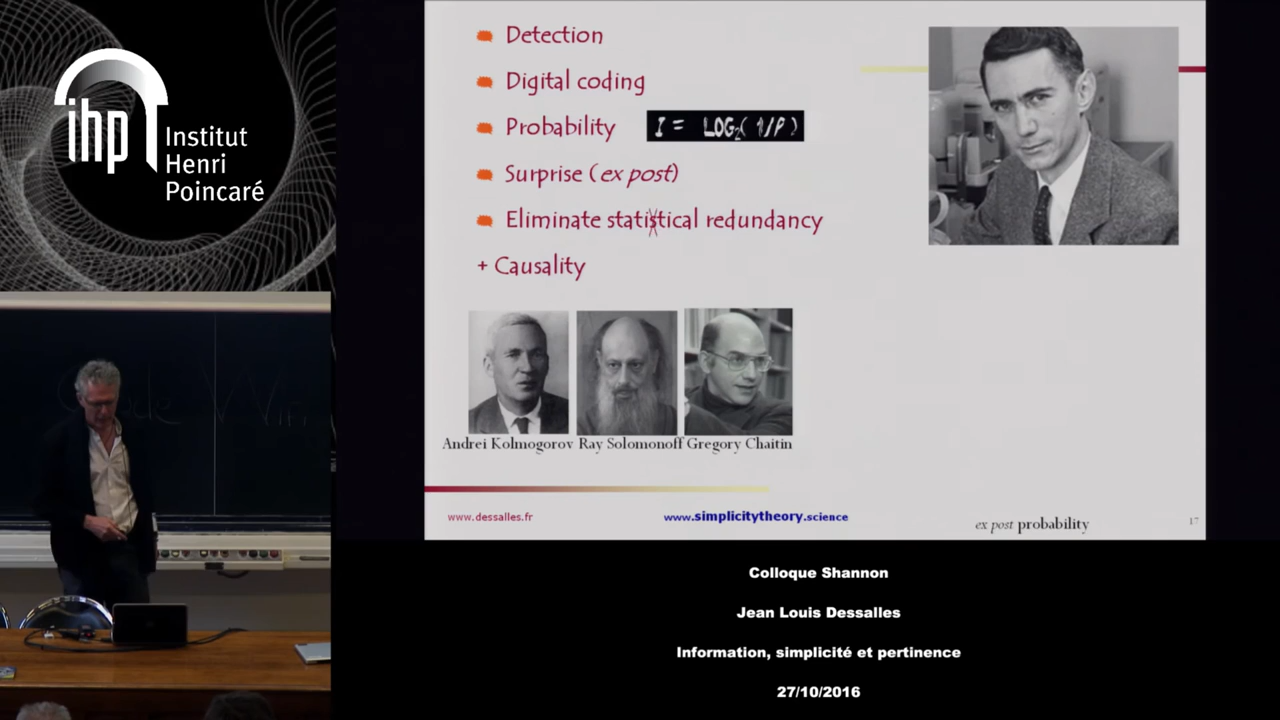 ihp
Institut
Henri
Poincaré
Detection
Digital coding
Probability
I = LOG₂( 1/P )
Surprise (ex post)
Eliminate statistical redundancy
+ Causality
Andrei Kolmogorov Ray Solomonoff Gregory Chaitin
www.dessalles.fr
www.simplicitytheory.science
ex post probability
17
Colloque Shannon
Jean Louis Dessalles
Information, simplicité et pertinence
27/10/2016